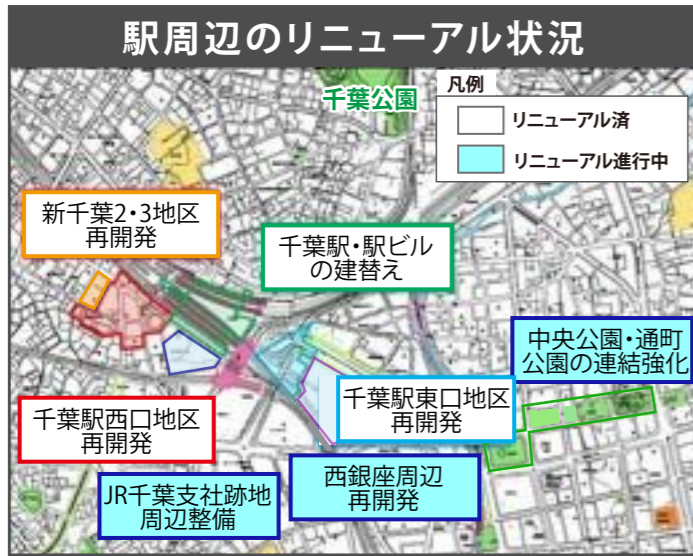 駅周辺のリニューアル状況
千葉公園
凡例
リニューアル済
リニューアル進行中
新千葉2・3地区
再開発
千葉駅・駅ビル
の建替え
中央公園・通町
公園の連結強化
千葉駅西口地区
再開発
千葉駅東口地区
再開発
JR千葉支社跡地
周辺整備
西銀座周辺
再開発